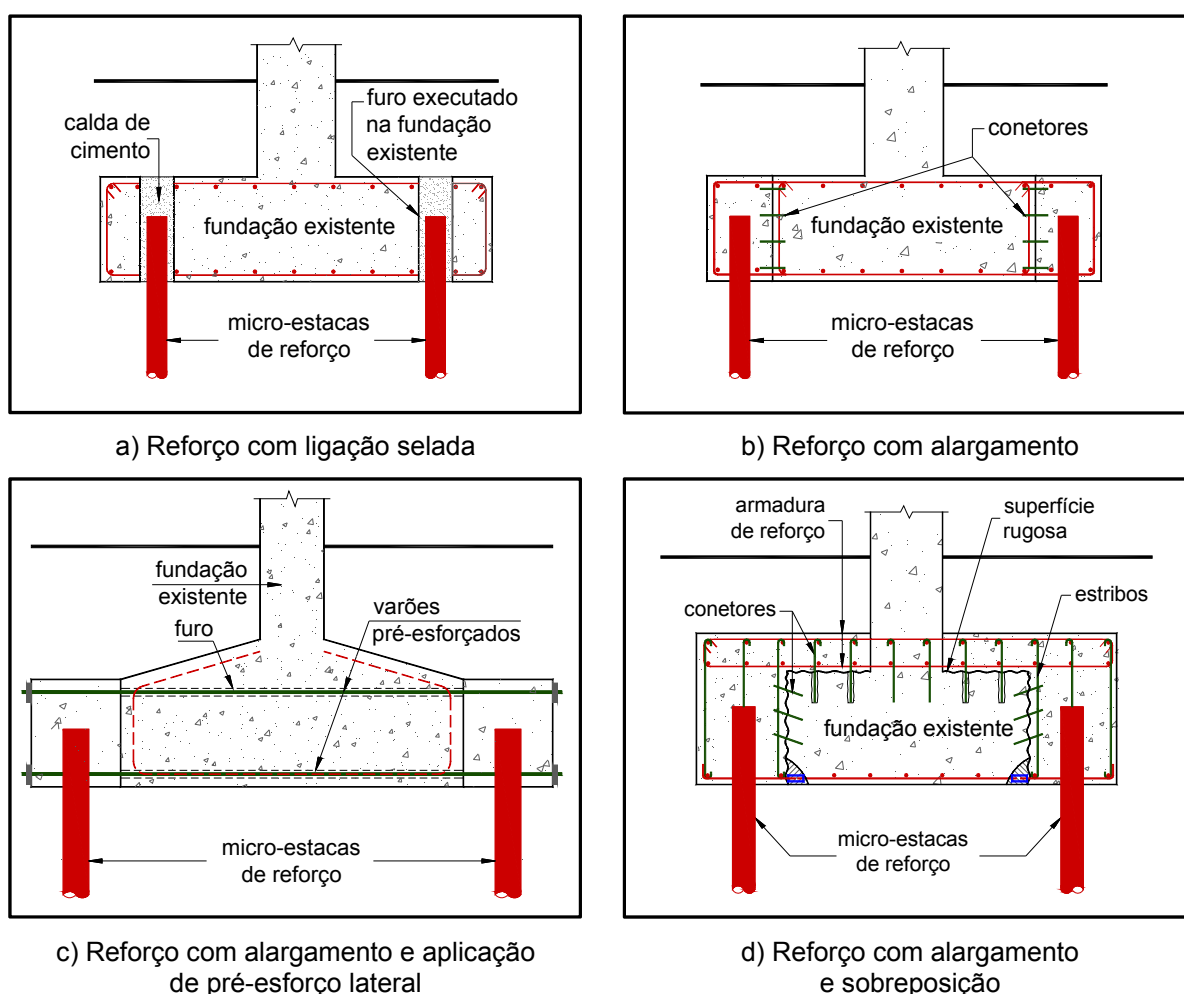 calda de
cimento
furo executado
na fundação
existente
fundação existente
micro-estacas
de reforço
a) Reforço com ligação selada
conetores
fundação existente
micro-estacas
de reforço
b) Reforço com alargamento
fundação
existente
furo
varões
pré-esforçados
micro-estacas
de reforço
c) Reforço com alargamento e aplicação
de pré-esforço lateral
armadura
de reforço
superfície
rugosa
conetores
estribos
fundação existente
micro-estacas
de reforço
d) Reforço com alargamento
e sobreposição